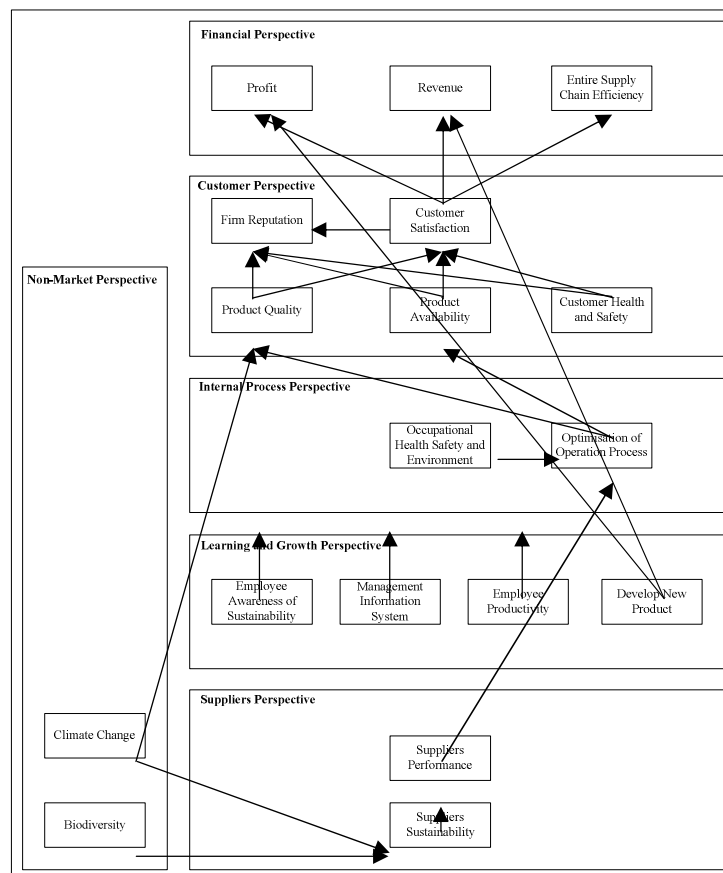 Financial Perspective
Profit
Revenue
Entire Supply
Chain Efficiency
Customer Perspective
Firm Reputation
Customer
Satisfaction
Non-Market Perspective
Product Quality
Product
Availability
Customer Health
and Safety
Internal Process Perspective
Occupational
Health Safety and
Environment
Optimisation of
Operation Process
Learning and Growth Perspective
Employee
Awareness of
Sustainability
Management
Information
System
Employee
Productivity
Develop New
Product
Suppliers Perspective
Climate Change
Suppliers
Performance
Biodiversity
Suppliers
Sustainability